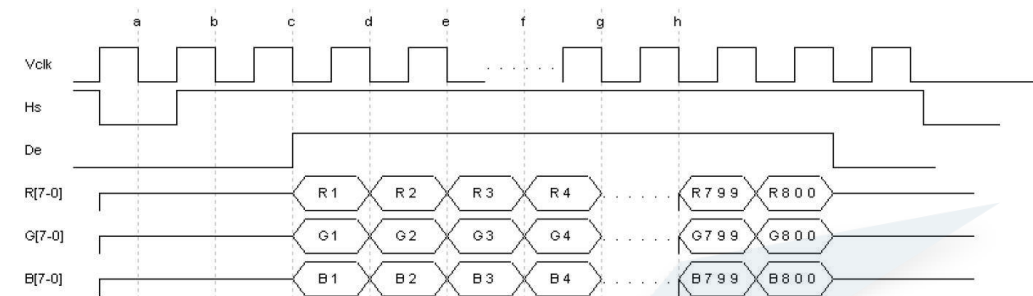 a b c d e f g h
Vclk
Hs
De
R[7-0] R1 R2 R3 R4 R799 R800
G[7-0] G1 G2 G3 G4 G799 G800
B[7-0] B1 B2 B3 B4 B799 B800